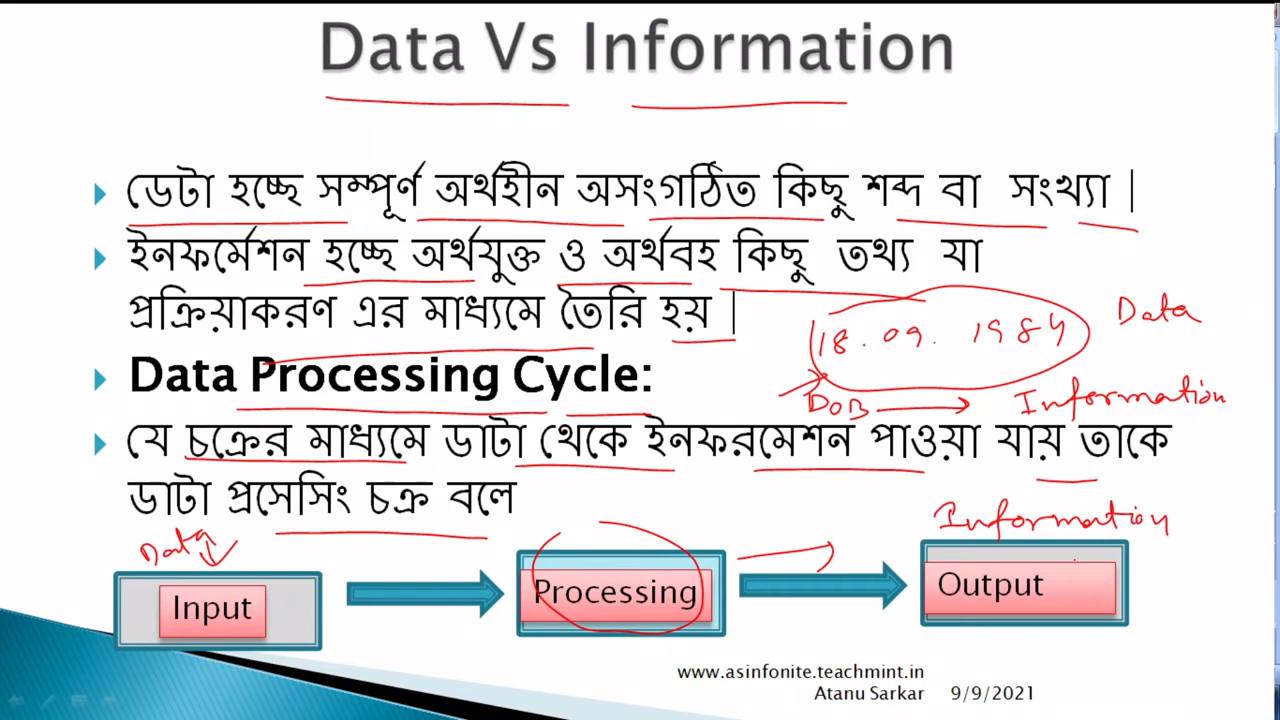 Data Vs Information
ডেটা হচ্ছে সম্পূর্ণ অর্থহীন অসংগঠিত কিছু শব্দ বা সংখ্যা |
ইনফর্মেশন হচ্ছে অর্থযুক্ত ও অর্থবহ কিছু তথ্য যা
প্রক্রিয়াকরণ এর মাধ্যমে তৈরি হয় |
18.09. 1984
Data
Data Processing Cycle:
DOB
Information
যে চক্রের মাধ্যমে ডাটা থেকে ইনফরমেশন পাওয়া যায় তাকে
ডাটা প্রসেসিং চক্র বলে
Data
Information
Input
Processing
Output
www.asinfonite.teachmint.in
Atanu Sarkar 9/9/2021